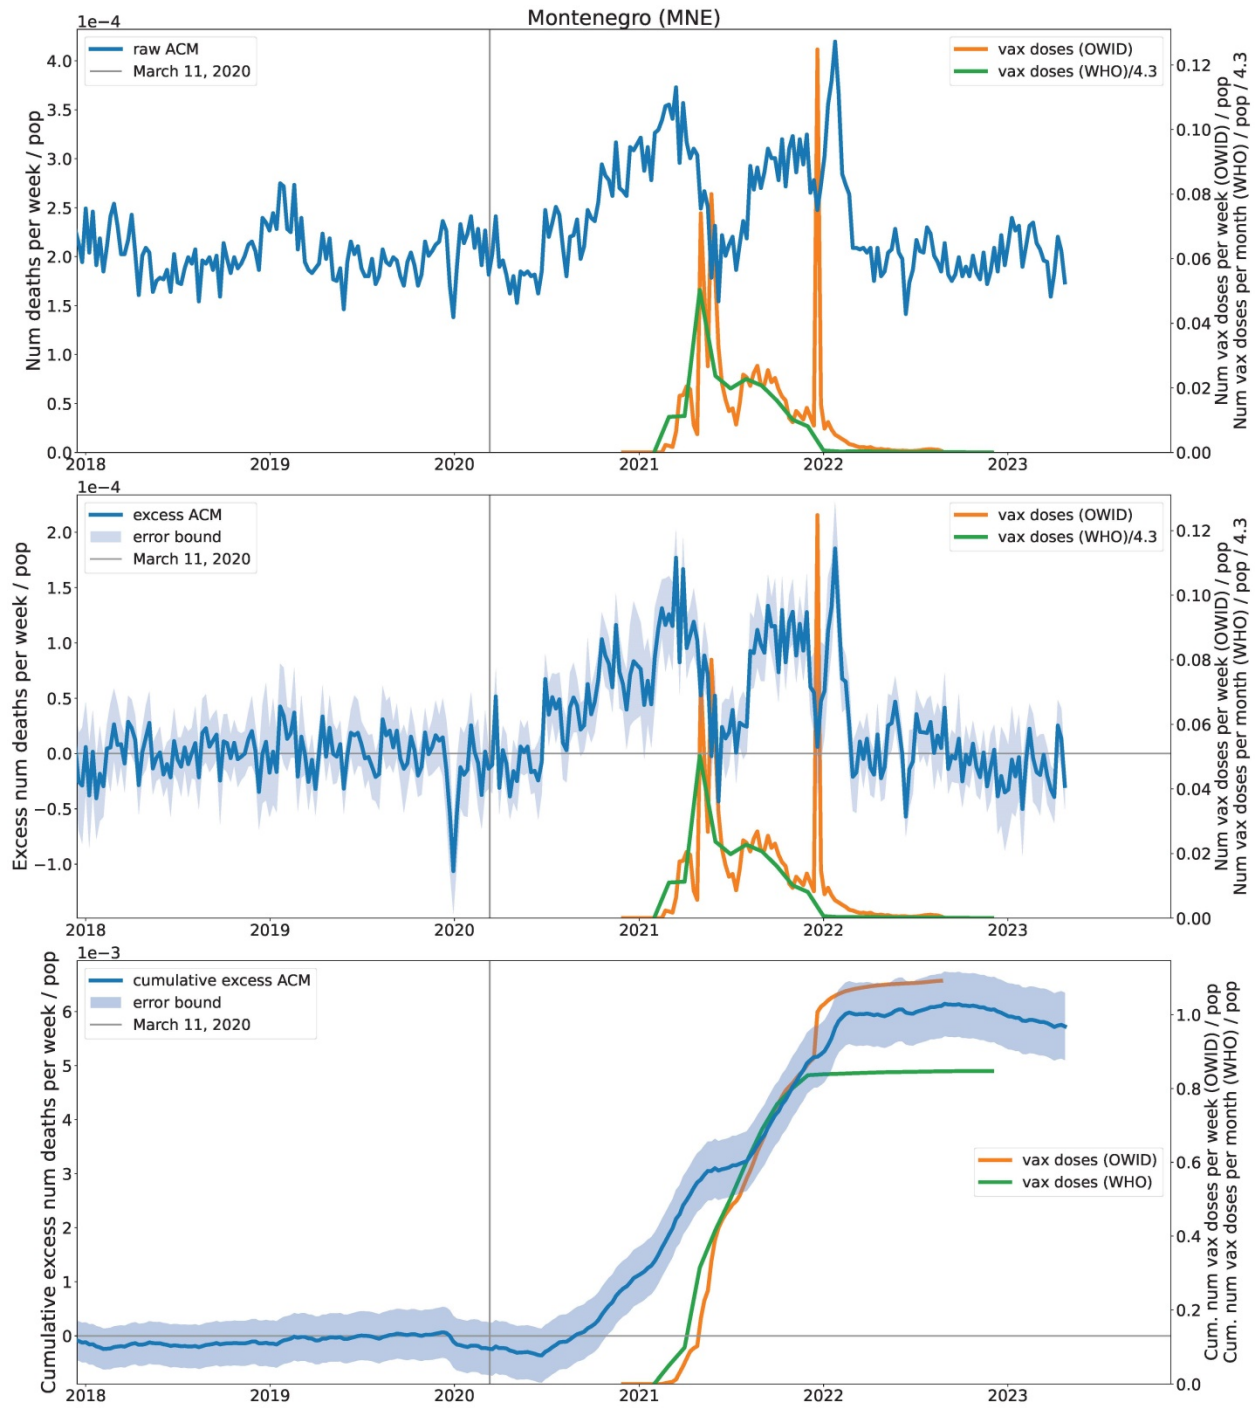 Montenegro (MNE)
1e−4
raw ACM
March 11, 2020
vax doses (OWID)
vax doses (WHO)/4.3
4.0
3.5
3.0
2.5
2.0
1.5
1.0
0.5
0.0
Num deaths per week / pop
0.12
0.10
0.08
0.06
0.04
0.02
0.00
Num vax doses per week (OWID) / pop
Num vax doses per month (WHO) / pop / 4.3
2018 2019 2020 2021 2022 2023
1e−4
excess ACM
error bound
March 11, 2020
vax doses (OWID)
vax doses (WHO)/4.3
2.0
1.5
1.0
0.5
0.0
−0.5
−1.0
Excess num deaths per week / pop
0.12
0.10
0.08
0.06
0.04
0.02
0.00
Num vax doses per week (OWID) / pop
Num vax doses per month (WHO) / pop / 4.3
2018 2019 2020 2021 2022 2023
1e−3
cumulative excess ACM
error bound
March 11, 2020
vax doses (OWID)
vax doses (WHO)
6
5
4
3
2
1
0
Cumulative excess num deaths per week / pop
1.0
0.8
0.6
0.4
0.2
0.0
Cum. num vax doses per week (OWID) / pop
Cum. num vax doses per month (WHO) / pop
2018 2019 2020 2021 2022 2023